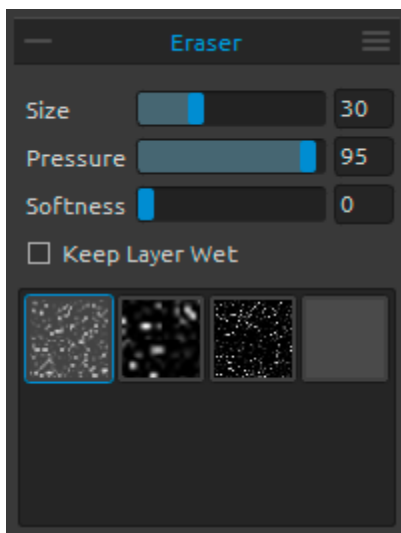 Eraser
Size 30
Pressure 95
Softness 0
Keep Layer Wet